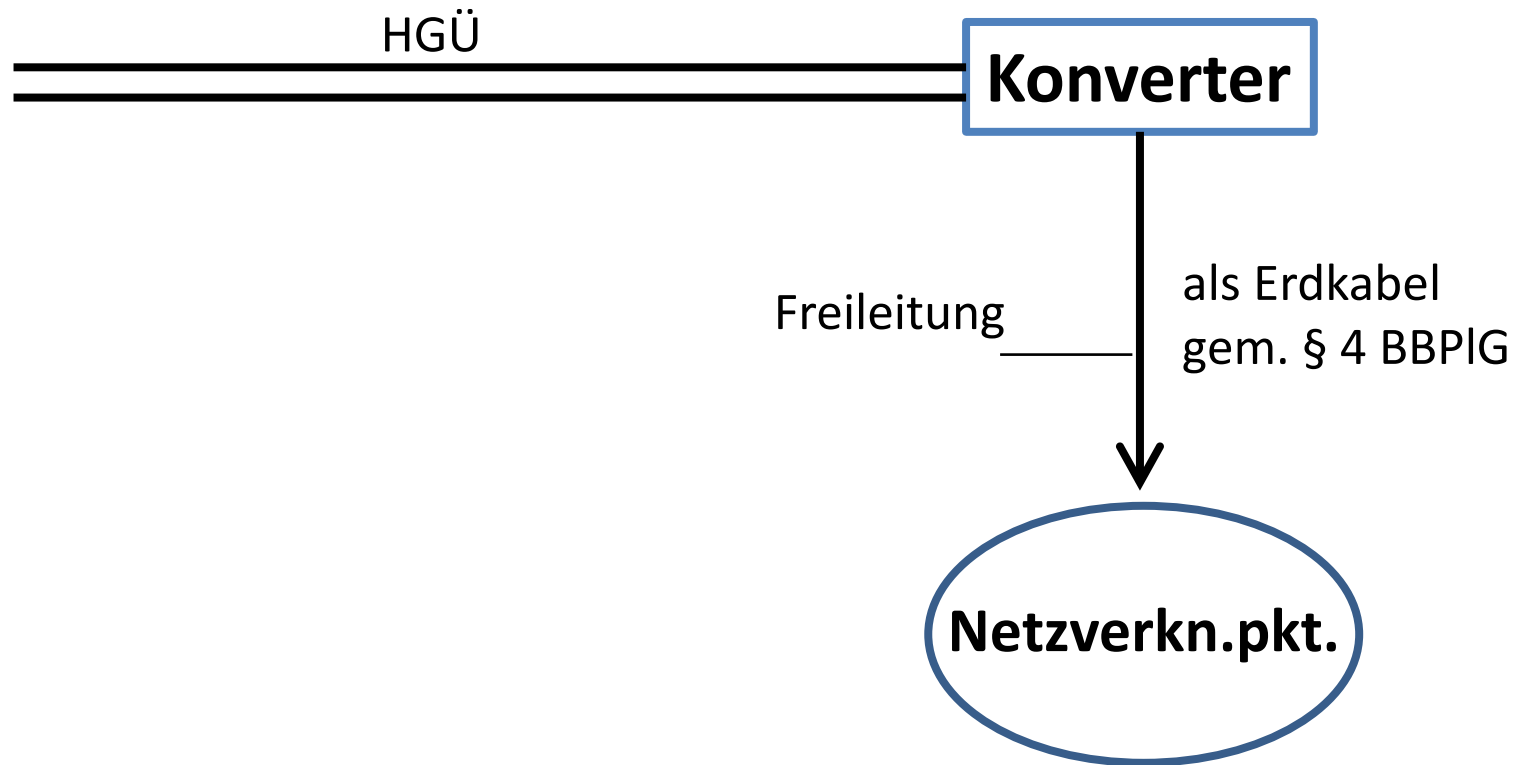 HGÜ
Konverter
Freileitung
als Erdkabel
gem. § 4 BBPlG
Netzverkn.pkt.